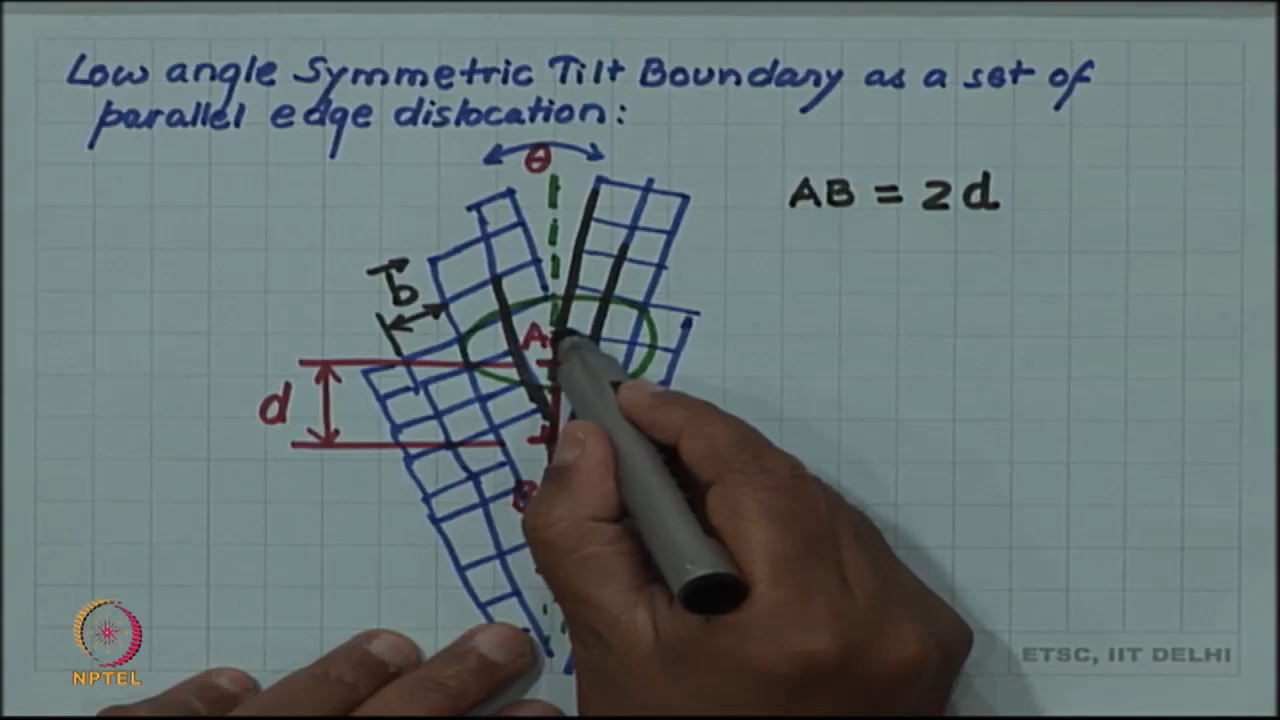 Low angle Symmetric Tilt Boundary as a set of
parallel edge dislocation:
θ
AB = 2d
b
A
d
B
NPTEL
ETSC, IIT DELHI